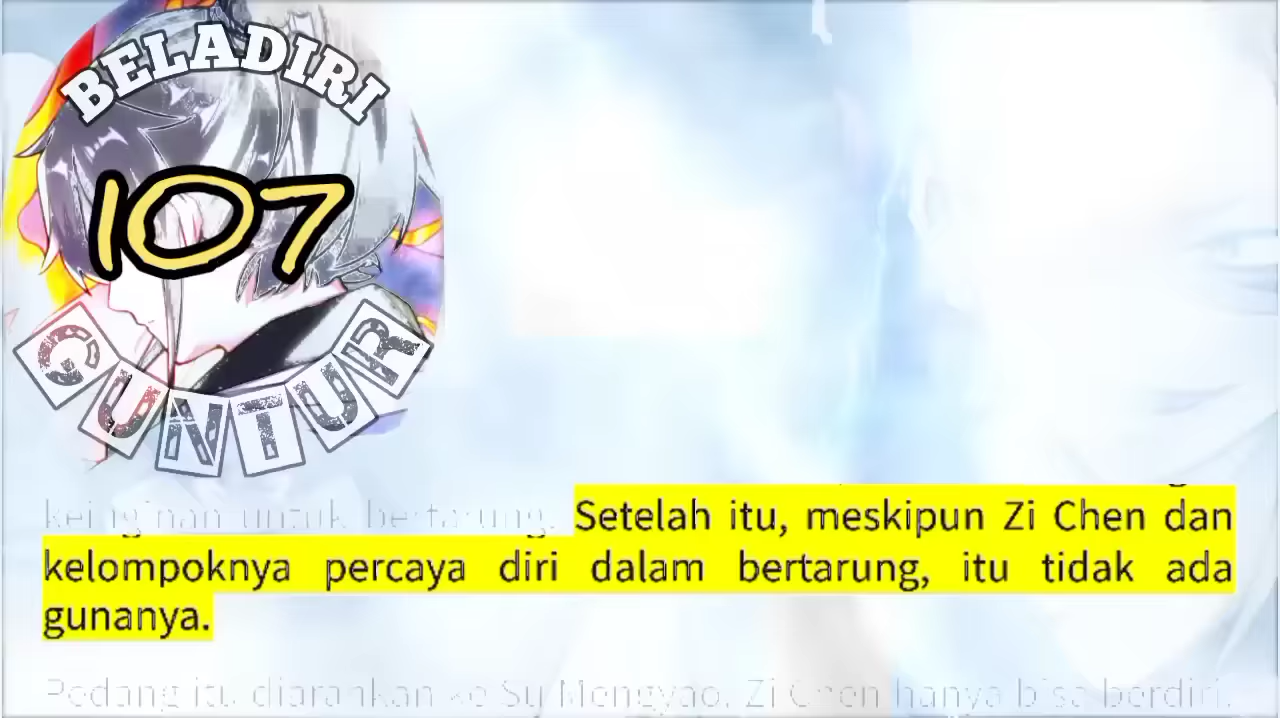 BELADIRI
107
GUNTUR
keinginan untuk bertarung. Setelah itu, meskipun Zi Chen dan
kelompoknya percaya diri dalam bertarung, itu tidak ada
gunanya.
Pedang itu diarahkan ke Su Mengyao. Zi Chen hanya bisa berdiri.